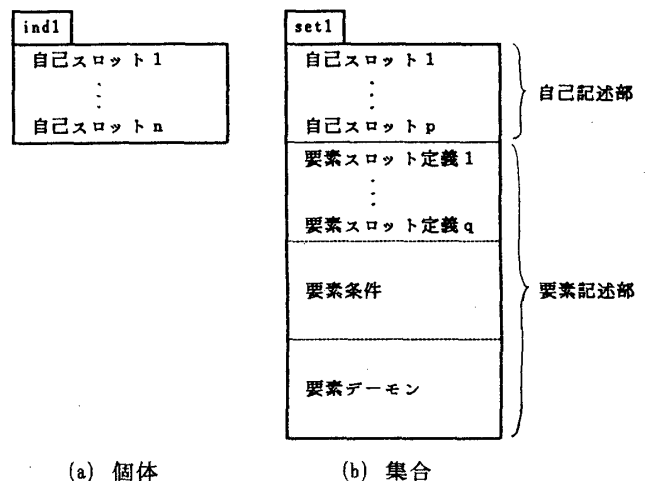 ind1
自己スロット1
⋮
自己スロットn
(a) 個体
set1
自己スロット1
⋮
自己スロットp
要素スロット定義1
⋮
要素スロット定義q
要素条件
要素デーモン
自己記述部
要素記述部
(b) 集合